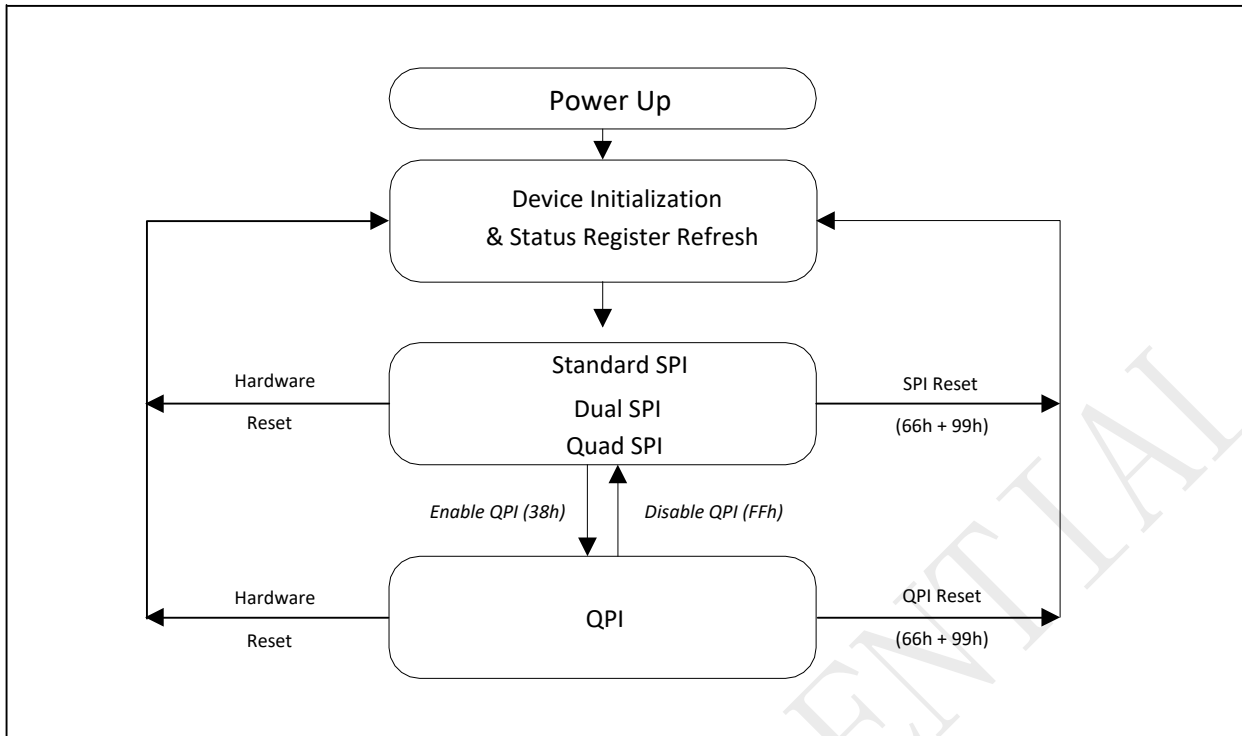 Power Up
Device Initialization
& Status Register Refresh
Standard SPI
Dual SPI
Quad SPI
Hardware
Reset
SPI Reset
(66h + 99h)
Enable QPI (38h)
Disable QPI (FFh)
QPI
Hardware
Reset
QPI Reset
(66h + 99h)